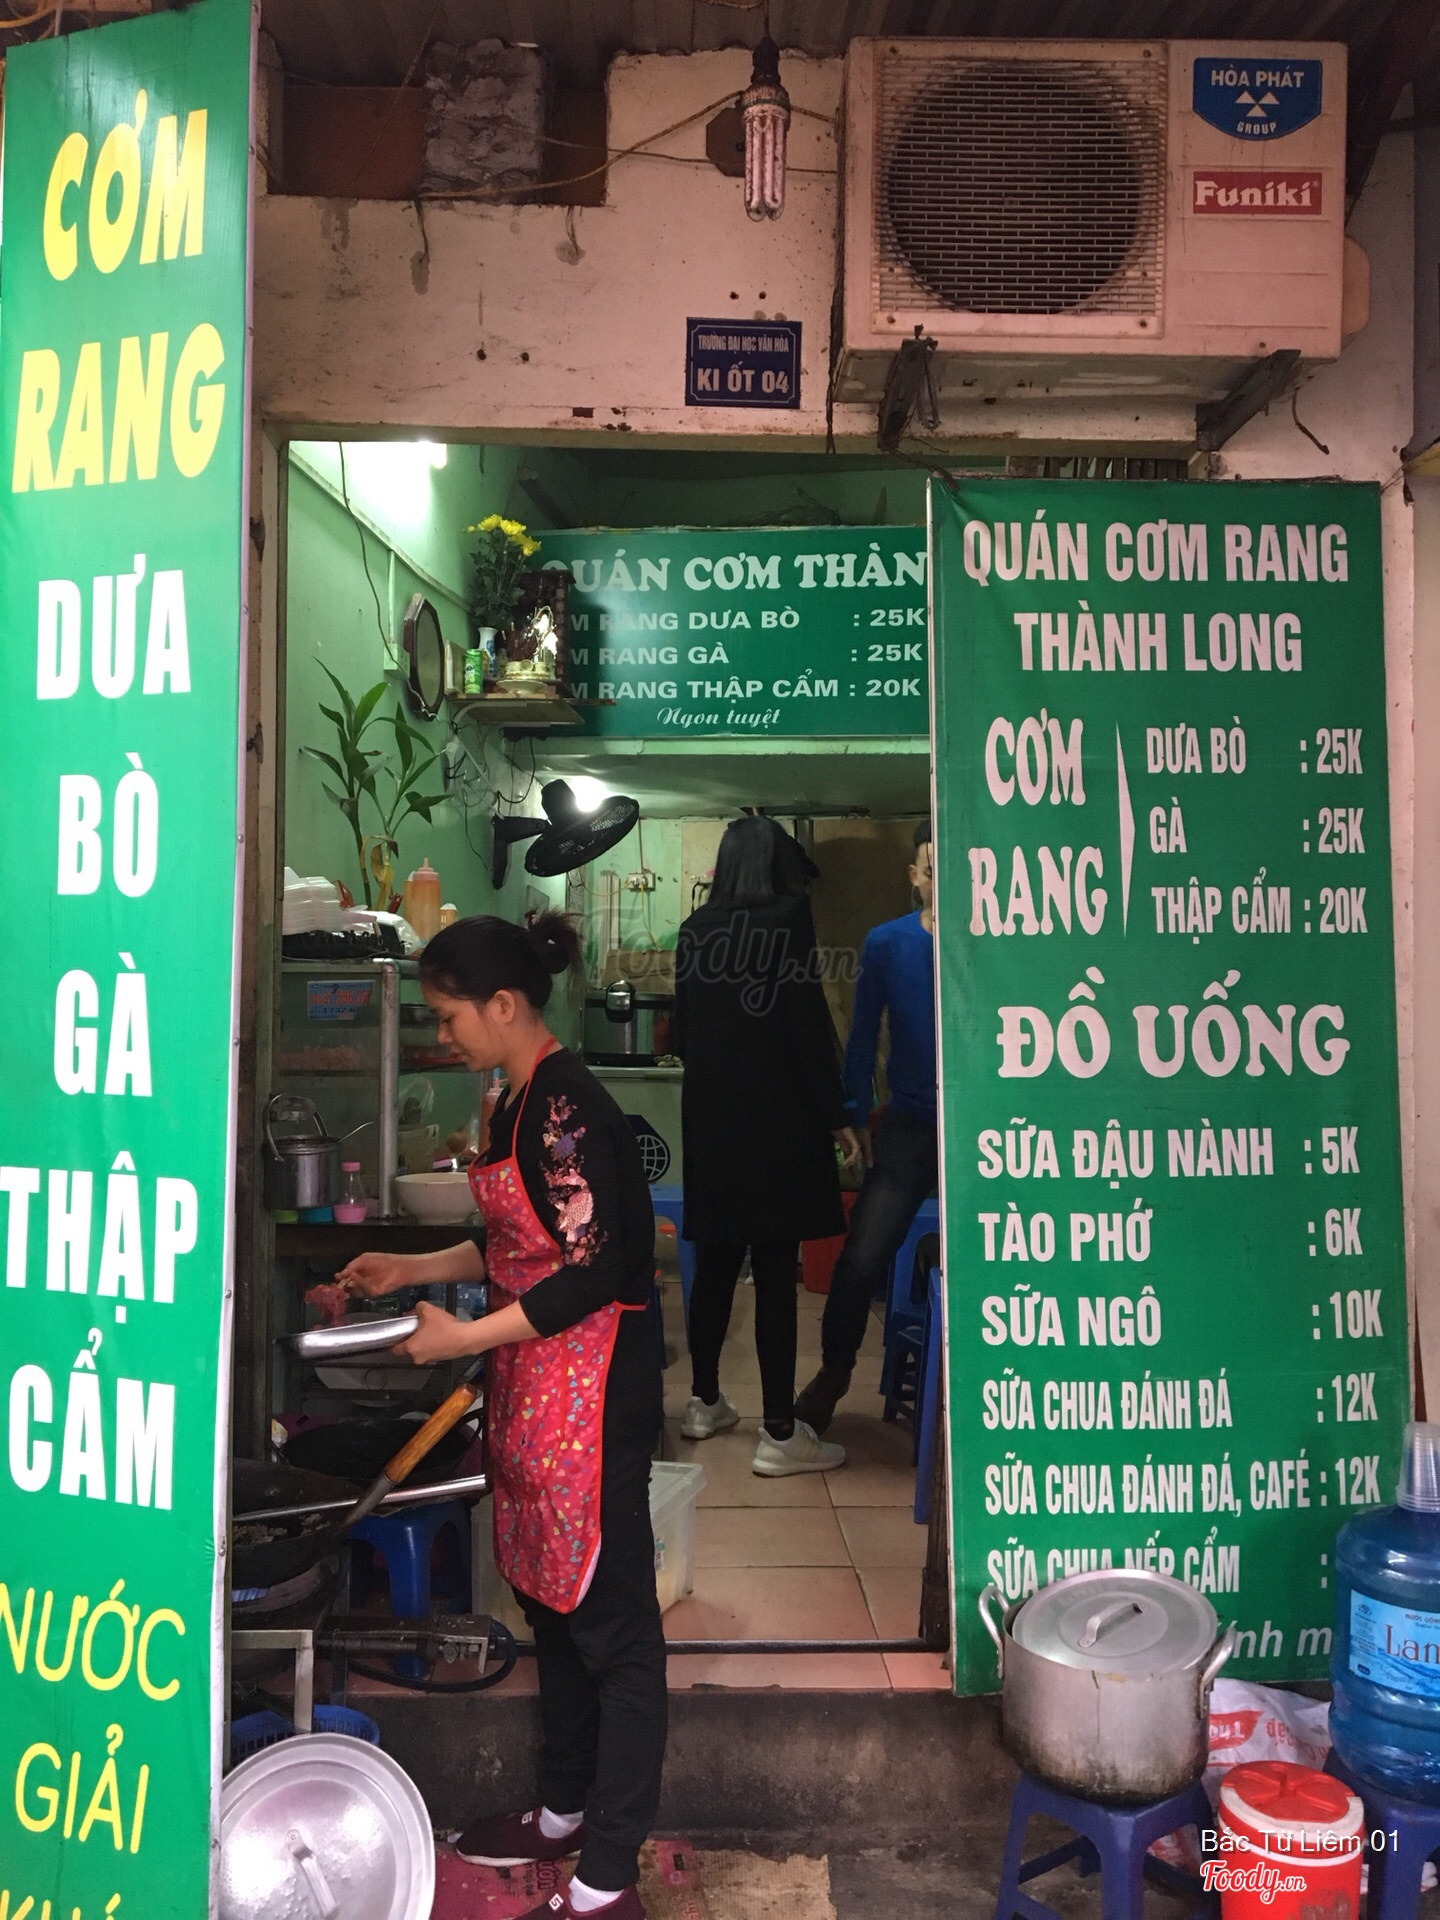 CƠM
RANG
DƯA
BÒ
GÀ
THẬP
CẨM
NƯỚC
GIẢI
HÒA PHÁT
GROUP
Funiki
TRƯỜNG ĐẠI HỌC VĂN HÓA
KI ỐT 04
QUÁN CƠM THÀN
M RANG DƯA BÒ : 25K
M RANG GÀ : 25K
M RANG THẬP CẨM : 20K
Ngon tuyệt
QUÁN CƠM RANG
THÀNH LONG
CƠM RANG
DƯA BÒ : 25K
GÀ : 25K
THẬP CẨM : 20K
ĐỒ UỐNG
SỮA ĐẬU NÀNH : 5K
TÀO PHỚ : 6K
SỮA NGÔ : 10K
SỮA CHUA ĐÁNH ĐÁ : 12K
SỮA CHUA ĐÁNH ĐÁ, CAFÉ : 12K
SỮA CHUA NẾP CẨM :
ính m
Lan
Foody.vn
Bắc Từ Liêm 01
Foody.vn